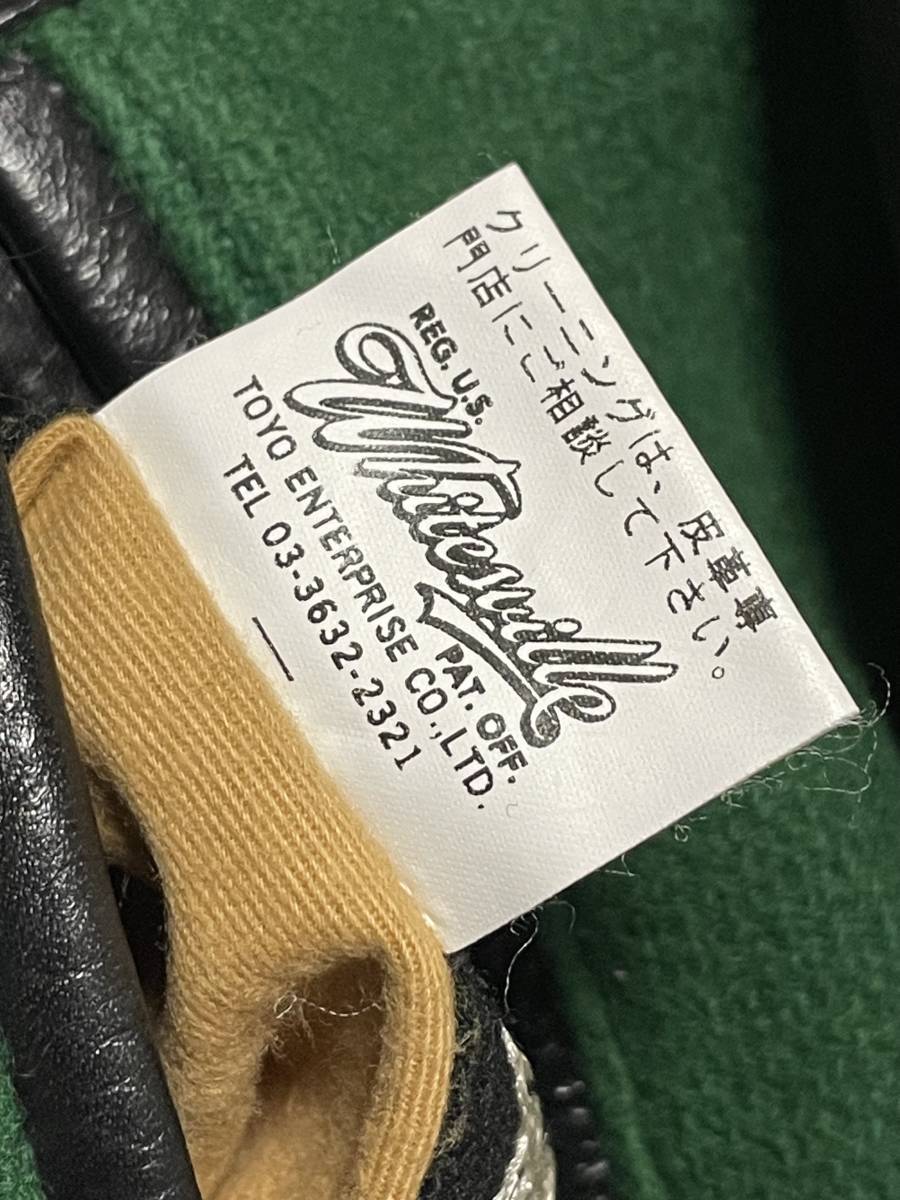 クリーニングは、皮革専
門店にご相談して下さい。
REG. U.S.
Whitesville
PAT. OFF.
TOYO ENTERPRISE CO.,LTD.
TEL 03-3632-2321